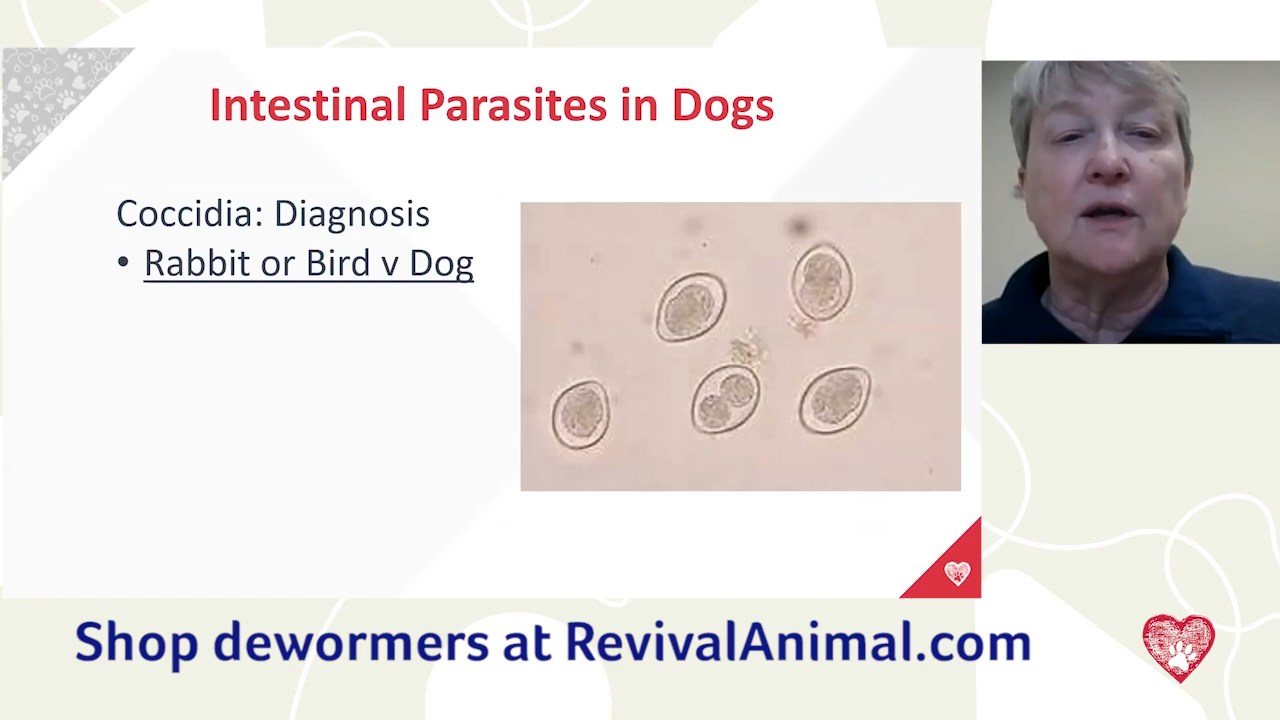 Intestinal Parasites in Dogs
Coccidia: Diagnosis
• Rabbit or Bird v Dog
Shop dewormers at RevivalAnimal.com